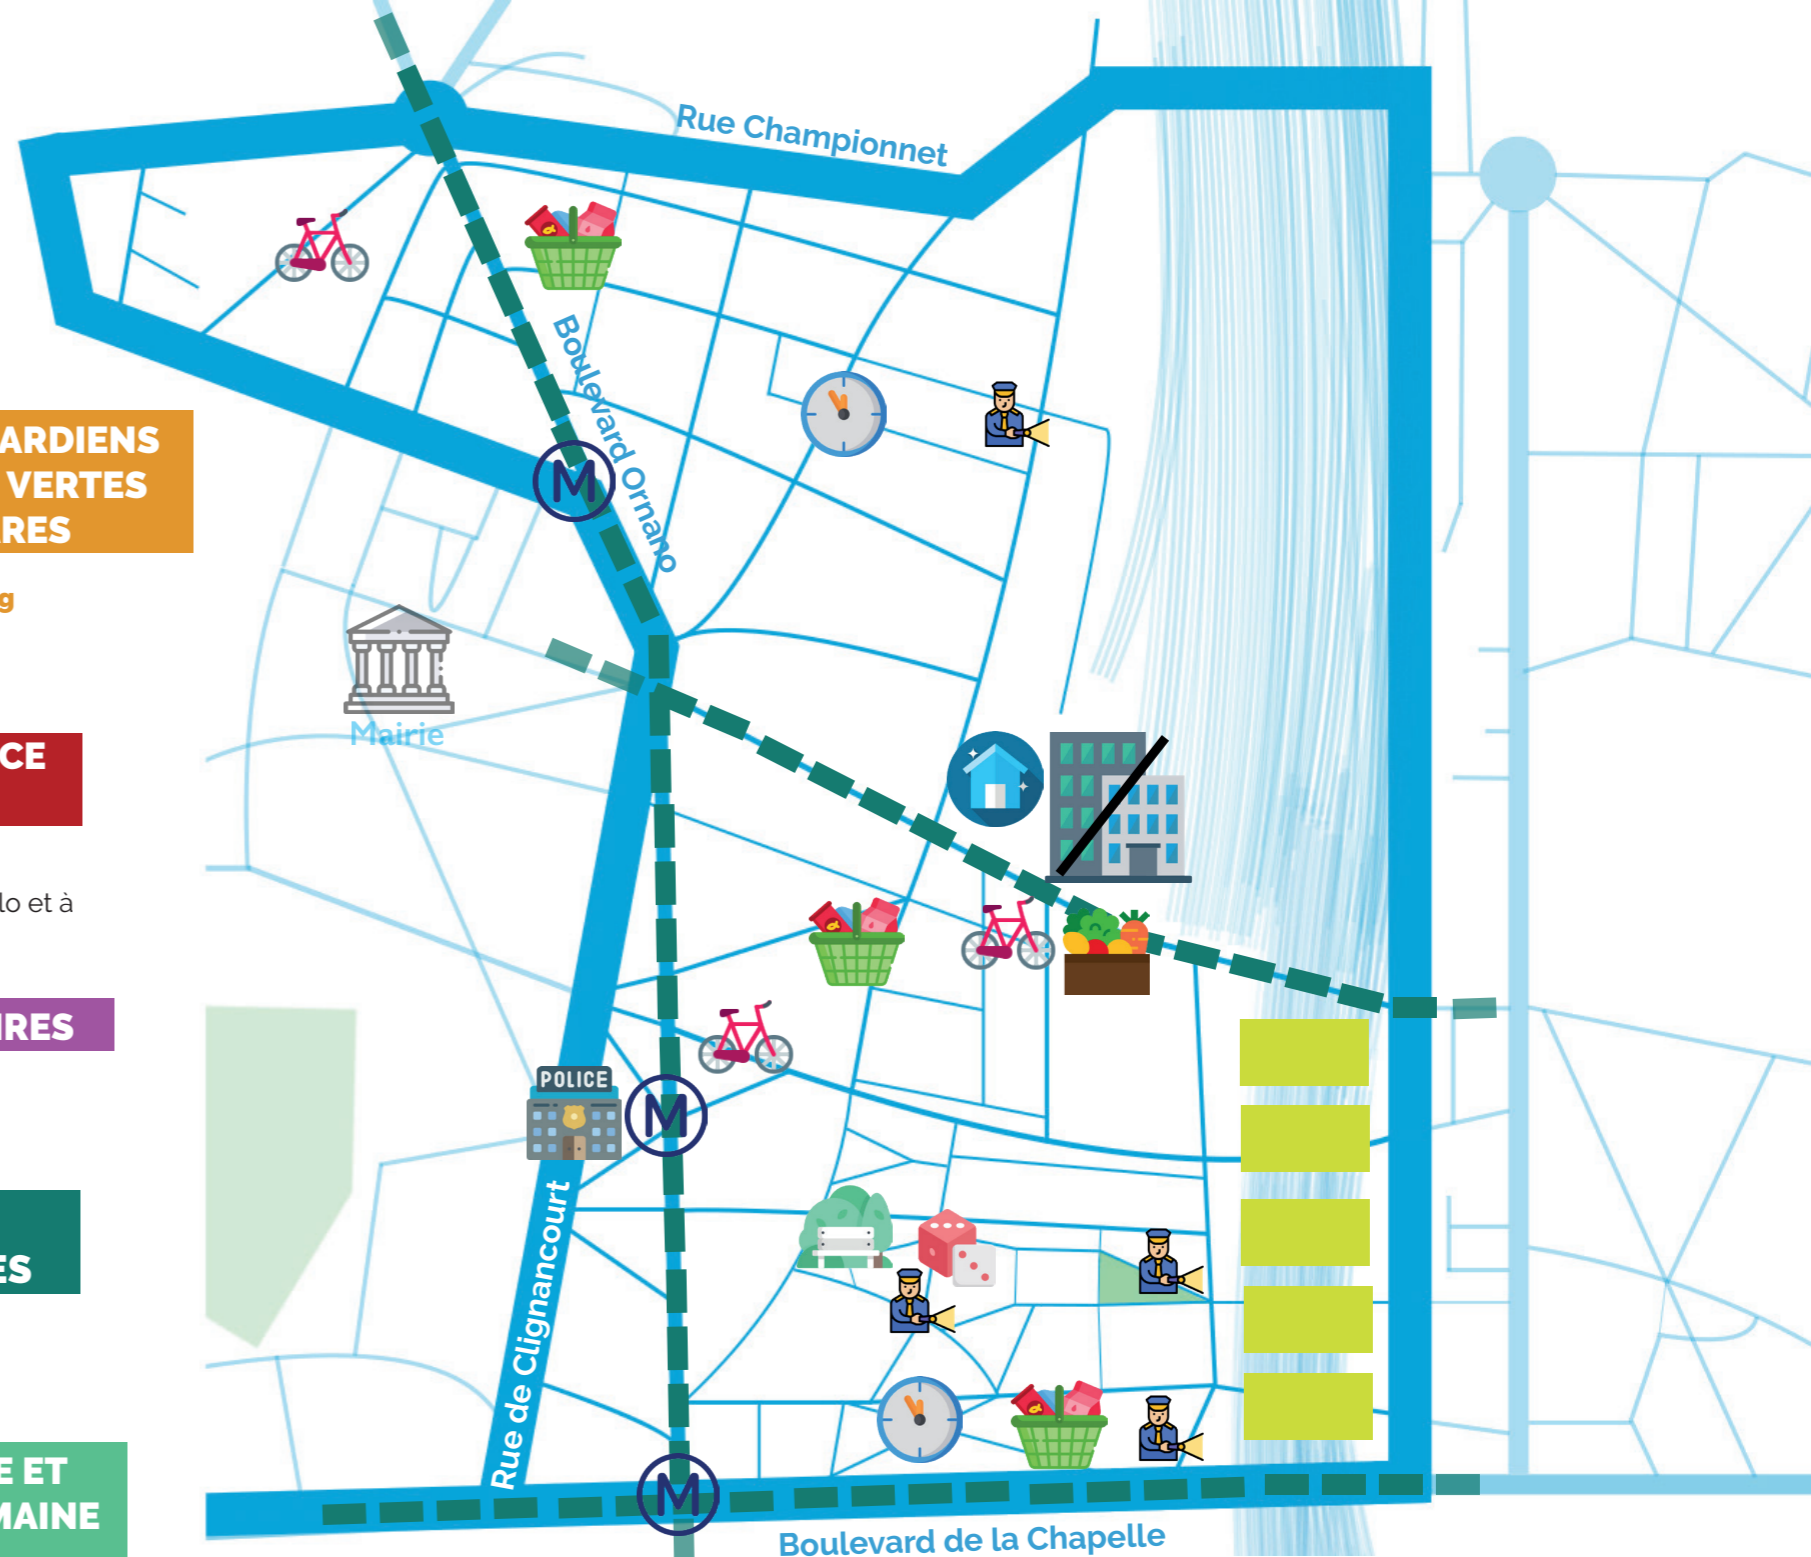 Rue Championnet
Boulevard Ornano
ARDIENS
VERTES
RES
g
Mairie
CE
lo et à
IRES
POLICE
M
M
ES
Rue de Clignancourt
E ET
MAINE
M
Boulevard de la Chapelle